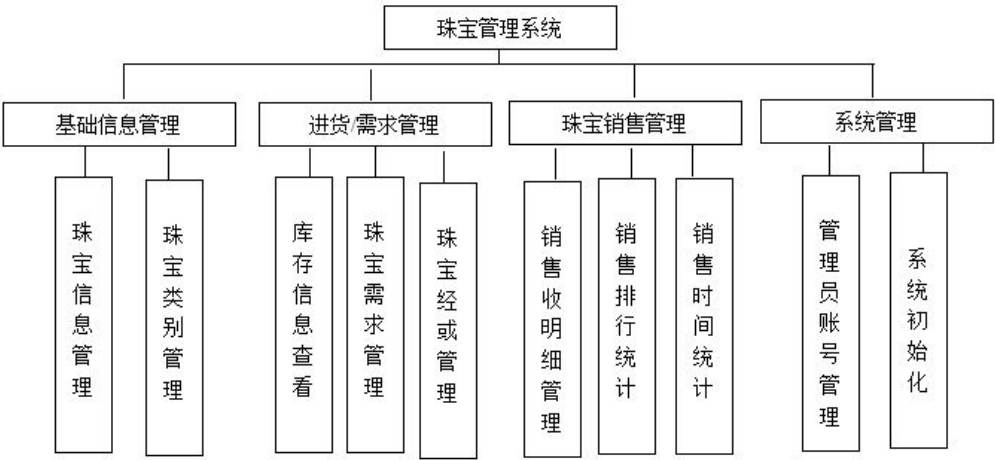 珠宝管理系统
基础信息管理
进货/需求管理
珠宝销售管理
系统管理
珠宝信息管理
珠宝类别管理
库存信息查看
珠宝需求管理
珠宝经或管理
销售收明细管理
销售排行统计
销售时间统计
管理员账号管理
系统初始化